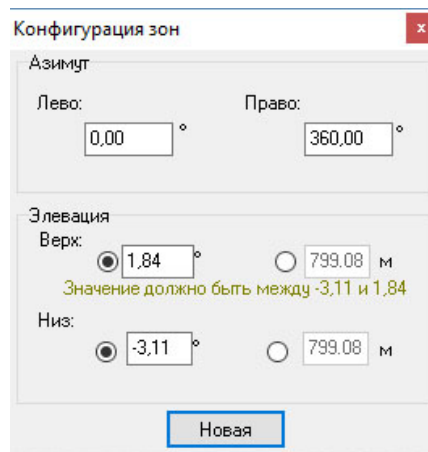 Конфигурация зон
x
Азимут
Лево: Право:
0,00 ° 360,00 °
Элевация
Верх:
1,84 ° 799.08 м
Значение должно быть между -3,11 и 1,84
Низ:
-3,11 ° 799.08 м
Новая